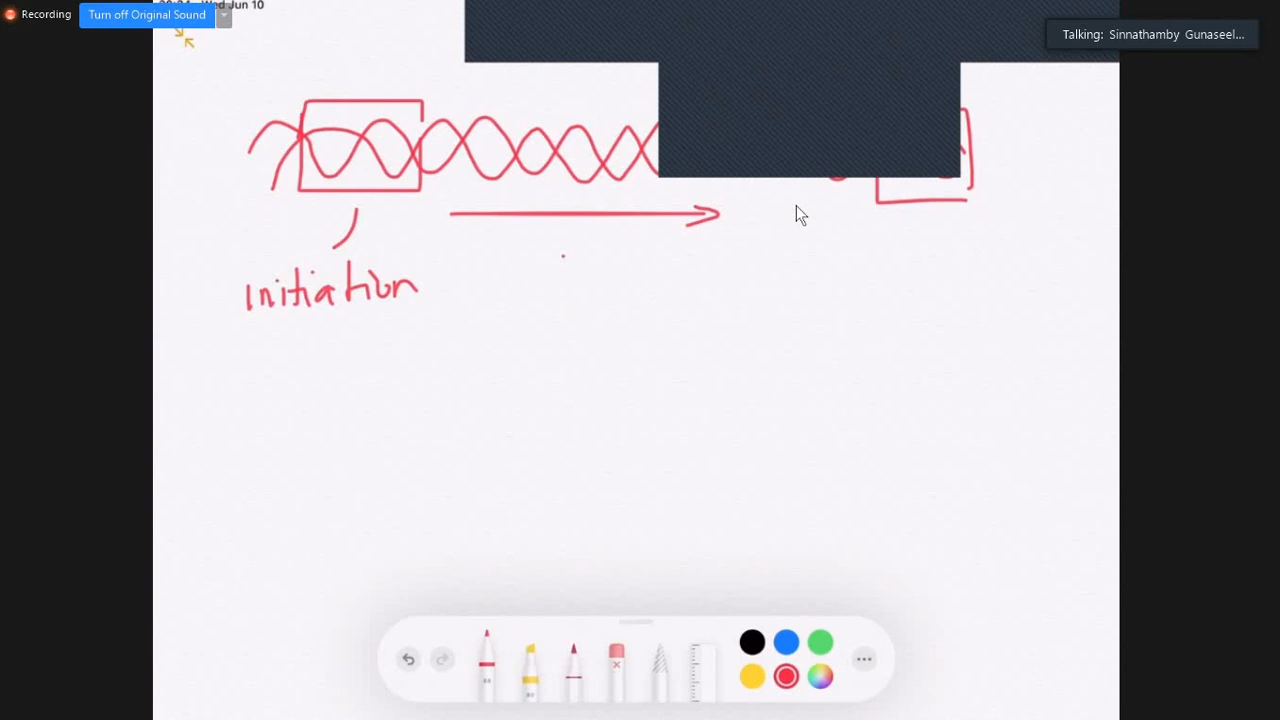 Recording
Turn off Original Sound
Wed Jun 10
Talking: Sinnathamby Gunaseel...
initiation